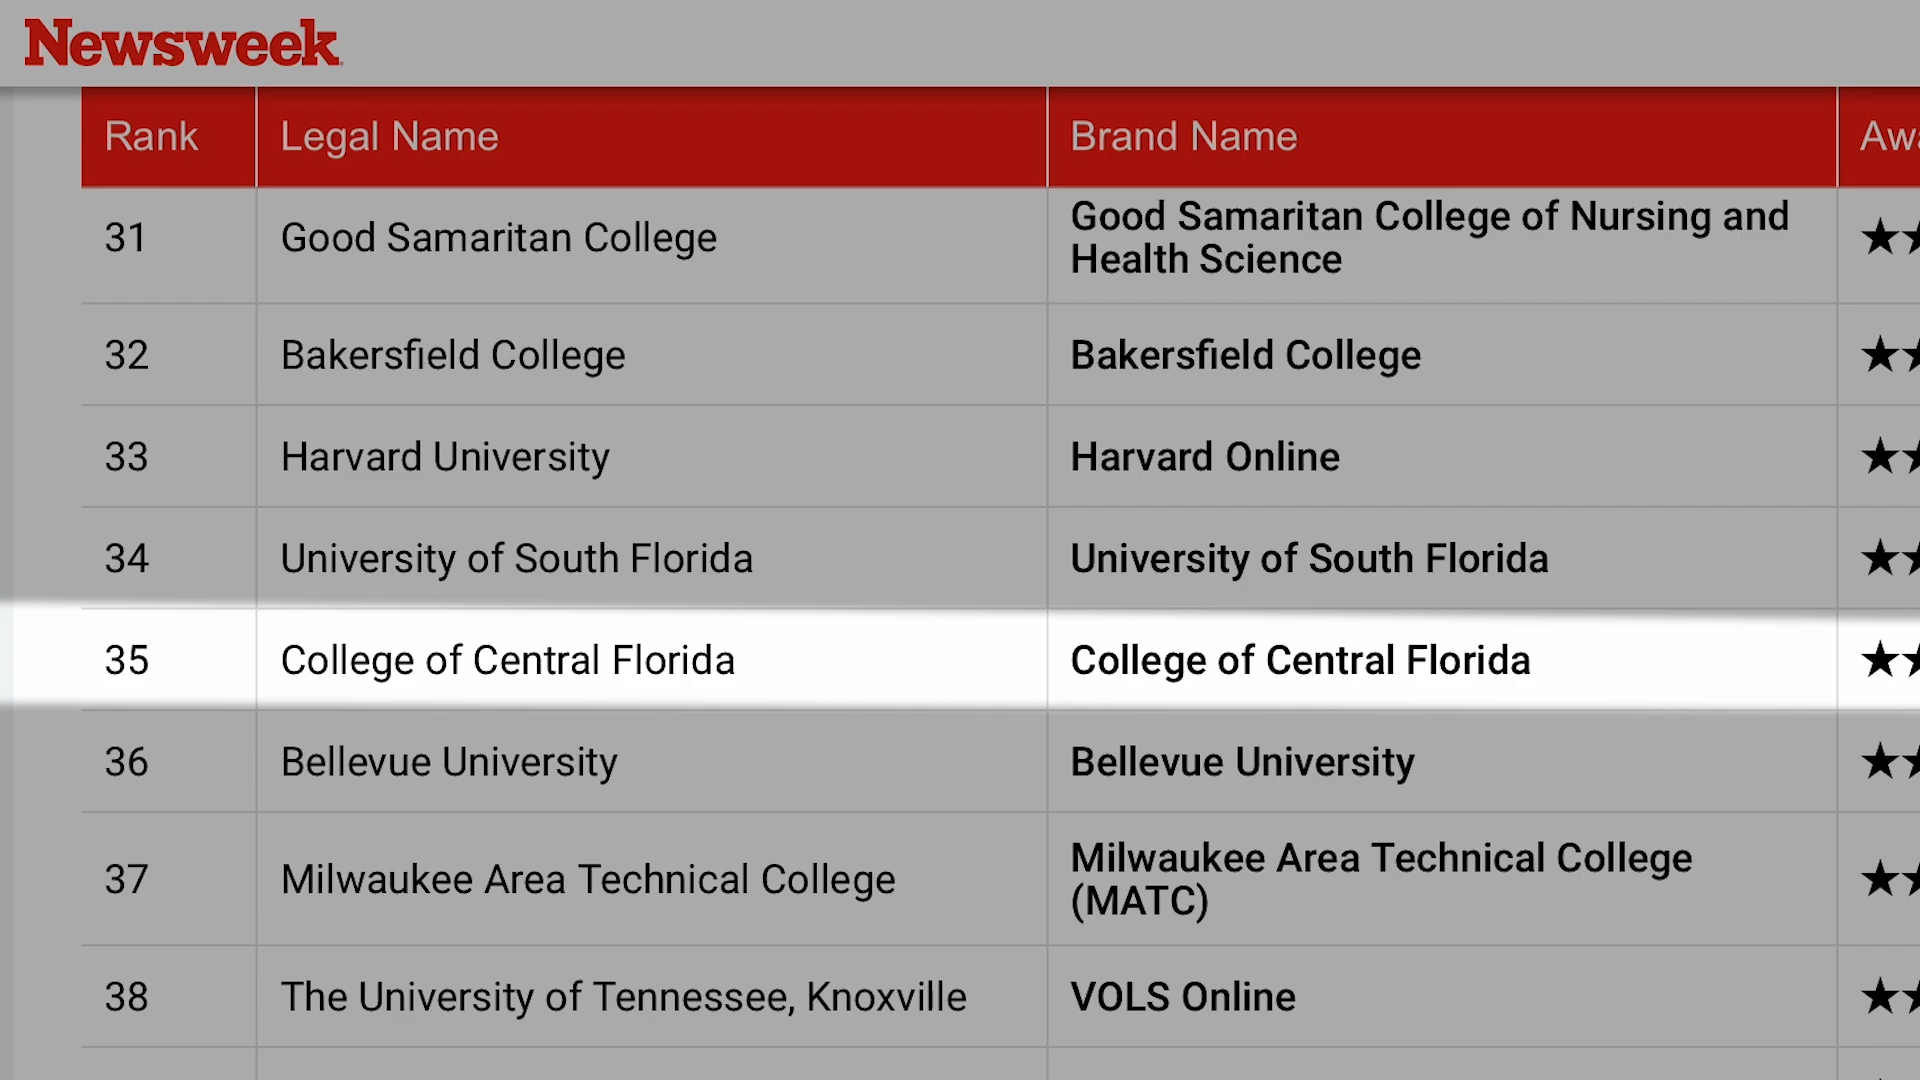 Newsweek
Rank Legal Name Brand Name Awa
31 Good Samaritan College Good Samaritan College of Nursing and
Health Science
32 Bakersfield College Bakersfield College
33 Harvard University Harvard Online
34 University of South Florida University of South Florida
35 College of Central Florida College of Central Florida
36 Bellevue University Bellevue University
37 Milwaukee Area Technical College Milwaukee Area Technical College
(MATC)
38 The University of Tennessee, Knoxville VOLS Online